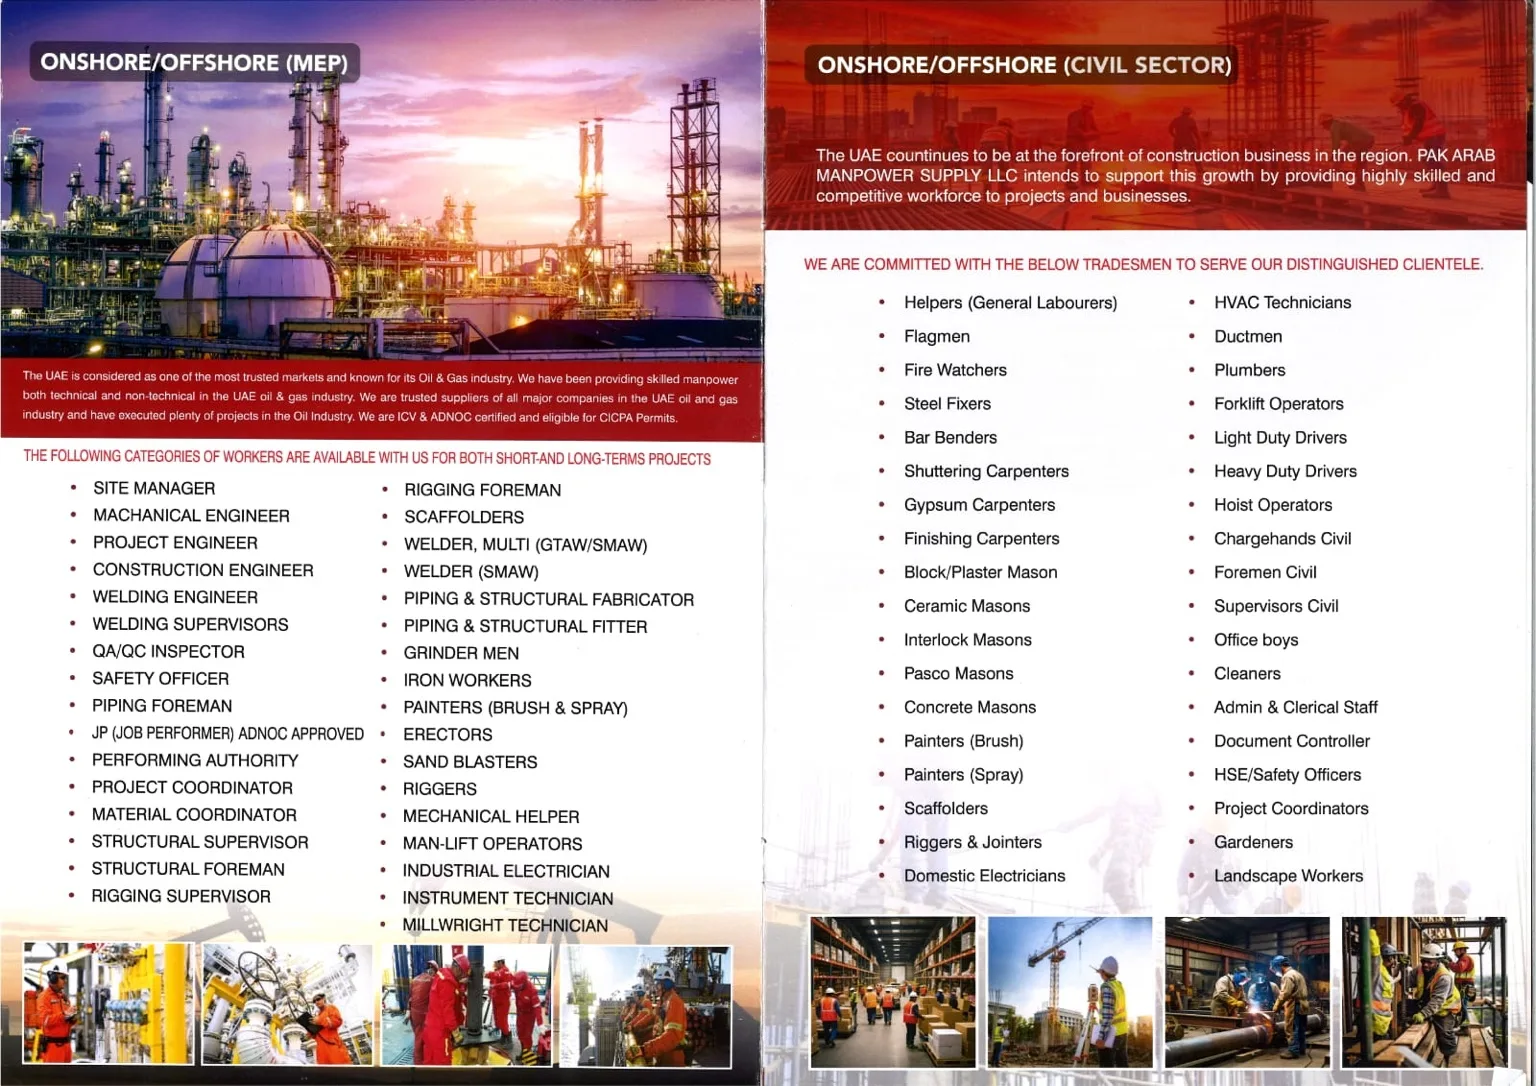 ONSHORE/OFFSHORE (MEP)
The UAE is considered as one of the most trusted markets and known for its Oil & Gas industry. We have been providing skilled manpower
both technical and non-technical in the UAE oil & gas industry. We are trusted suppliers of all major companies in the UAE oil and gas
industry and have executed plenty of projects in the Oil Industry. We are ICV & ADNOC certified and eligible for CICPA Permits.
THE FOLLOWING CATEGORIES OF WORKERS ARE AVAILABLE WITH US FOR BOTH SHORT-AND LONG-TERMS PROJECTS
• SITE MANAGER
• MACHANICAL ENGINEER
• PROJECT ENGINEER
• CONSTRUCTION ENGINEER
• WELDING ENGINEER
• WELDING SUPERVISORS
• QA/QC INSPECTOR
• SAFETY OFFICER
• PIPING FOREMAN
• JP (JOB PERFORMER) ADNOC APPROVED
• PERFORMING AUTHORITY
• PROJECT COORDINATOR
• MATERIAL COORDINATOR
• STRUCTURAL SUPERVISOR
• STRUCTURAL FOREMAN
• RIGGING SUPERVISOR
• RIGGING FOREMAN
• SCAFFOLDERS
• WELDER, MULTI (GTAW/SMAW)
• WELDER (SMAW)
• PIPING & STRUCTURAL FABRICATOR
• PIPING & STRUCTURAL FITTER
• GRINDER MEN
• IRON WORKERS
• PAINTERS (BRUSH & SPRAY)
• ERECTORS
• SAND BLASTERS
• RIGGERS
• MECHANICAL HELPER
• MAN-LIFT OPERATORS
• INDUSTRIAL ELECTRICIAN
• INSTRUMENT TECHNICIAN
• MILLWRIGHT TECHNICIAN
ONSHORE/OFFSHORE (CIVIL SECTOR)
The UAE countinues to be at the forefront of construction business in the region. PAK ARAB
MANPOWER SUPPLY LLC intends to support this growth by providing highly skilled and
competitive workforce to projects and businesses.
WE ARE COMMITTED WITH THE BELOW TRADESMEN TO SERVE OUR DISTINGUISHED CLIENTELE.
• Helpers (General Labourers)
• Flagmen
• Fire Watchers
• Steel Fixers
• Bar Benders
• Shuttering Carpenters
• Gypsum Carpenters
• Finishing Carpenters
• Block/Plaster Mason
• Ceramic Masons
• Interlock Masons
• Pasco Masons
• Concrete Masons
• Painters (Brush)
• Painters (Spray)
• Scaffolders
• Riggers & Jointers
• Domestic Electricians
• HVAC Technicians
• Ductmen
• Plumbers
• Forklift Operators
• Light Duty Drivers
• Heavy Duty Drivers
• Hoist Operators
• Chargehands Civil
• Foremen Civil
• Supervisors Civil
• Office boys
• Cleaners
• Admin & Clerical Staff
• Document Controller
• HSE/Safety Officers
• Project Coordinators
• Gardeners
• Landscape Workers